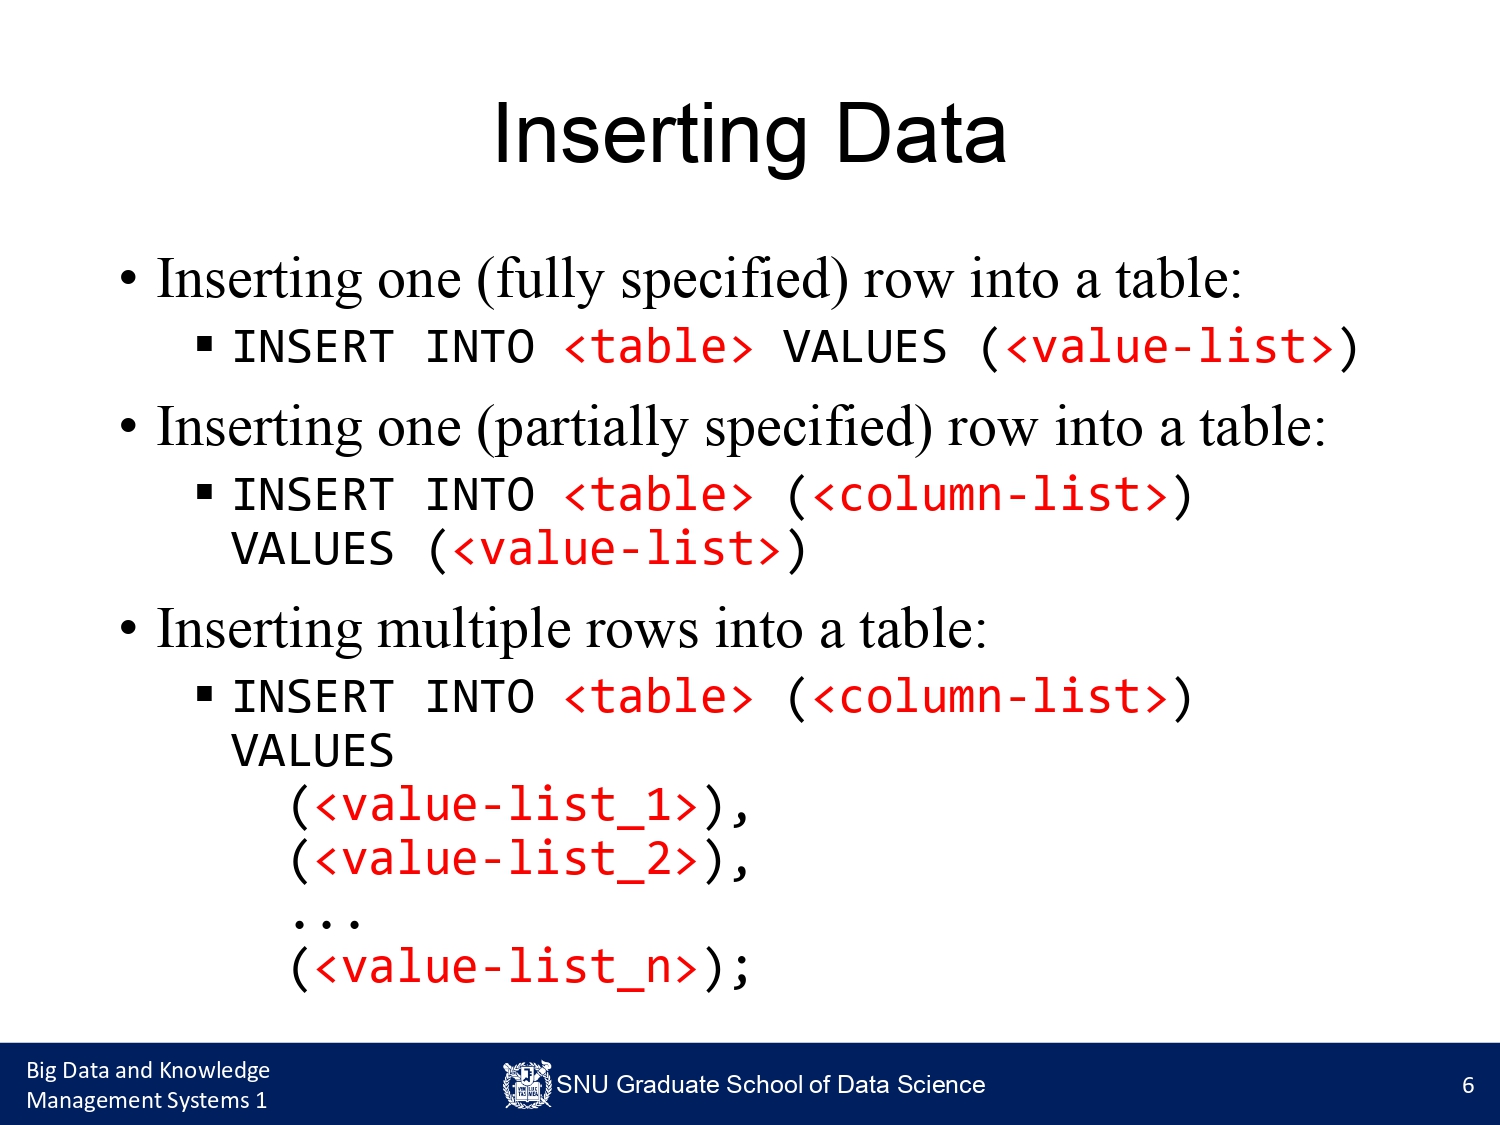 Inserting Data
• Inserting one (fully specified) row into a table:
▪ INSERT INTO <table> VALUES (<value-list>)
• Inserting one (partially specified) row into a table:
▪ INSERT INTO <table> (<column-list>)
VALUES (<value-list>)
• Inserting multiple rows into a table:
▪ INSERT INTO <table> (<column-list>)
VALUES
(<value-list_1>),
(<value-list_2>),
...
(<value-list_n>);
Big Data and Knowledge
Management Systems 1
SNU Graduate School of Data Science
6